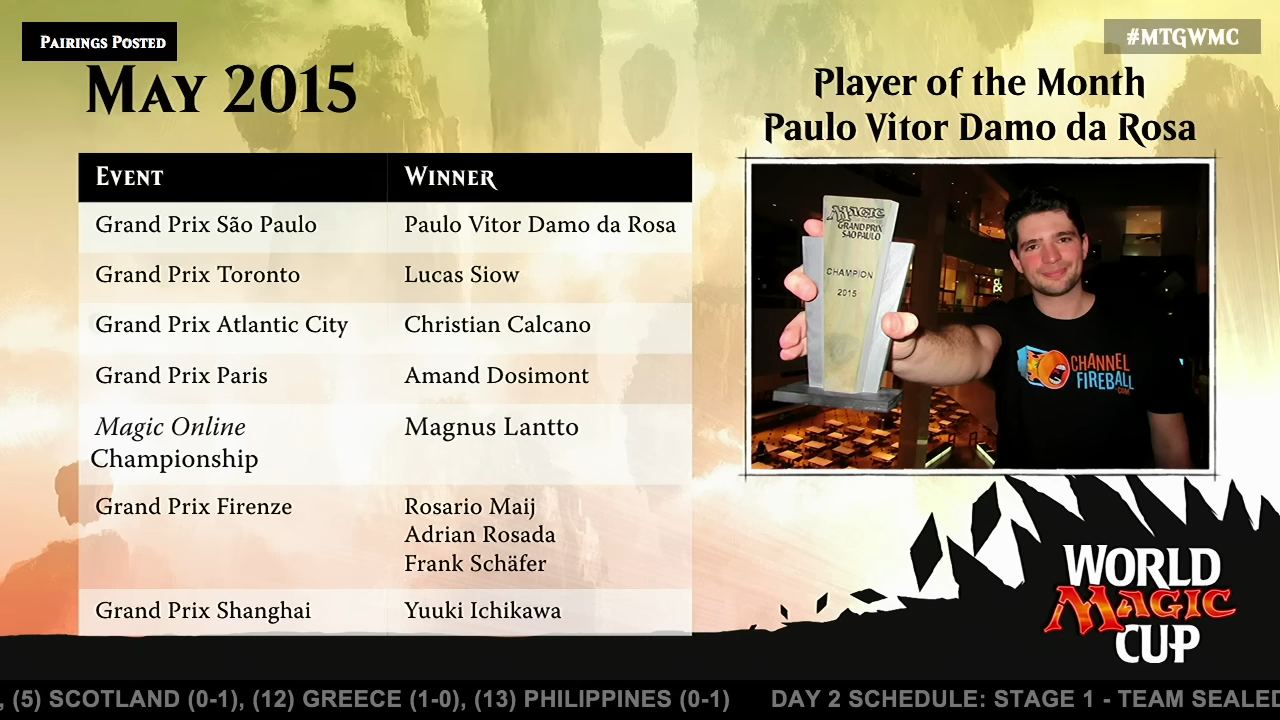 PAIRINGS POSTED
#MTGWMC
MAY 2015
Player of the Month
Paulo Vitor Damo da Rosa
EVENT WINNER
Grand Prix São Paulo Paulo Vitor Damo da Rosa
Grand Prix Toronto Lucas Siow
Grand Prix Atlantic City Christian Calcano
Grand Prix Paris Amand Dosimont
Magic Online Magnus Lantto
Championship
Grand Prix Firenze Rosario Maij
Adrian Rosada
Frank Schäfer
Grand Prix Shanghai Yuuki Ichikawa
MAGIC
GRAND PRIX
SÃO PAULO
CHAMPION
2015
CHANNEL
FIREBALL
.COM
WORLD
MAGIC
CUP
, (5) SCOTLAND (0-1), (12) GREECE (1-0), (13) PHILIPPINES (0-1) DAY 2 SCHEDULE: STAGE 1 - TEAM SEALED